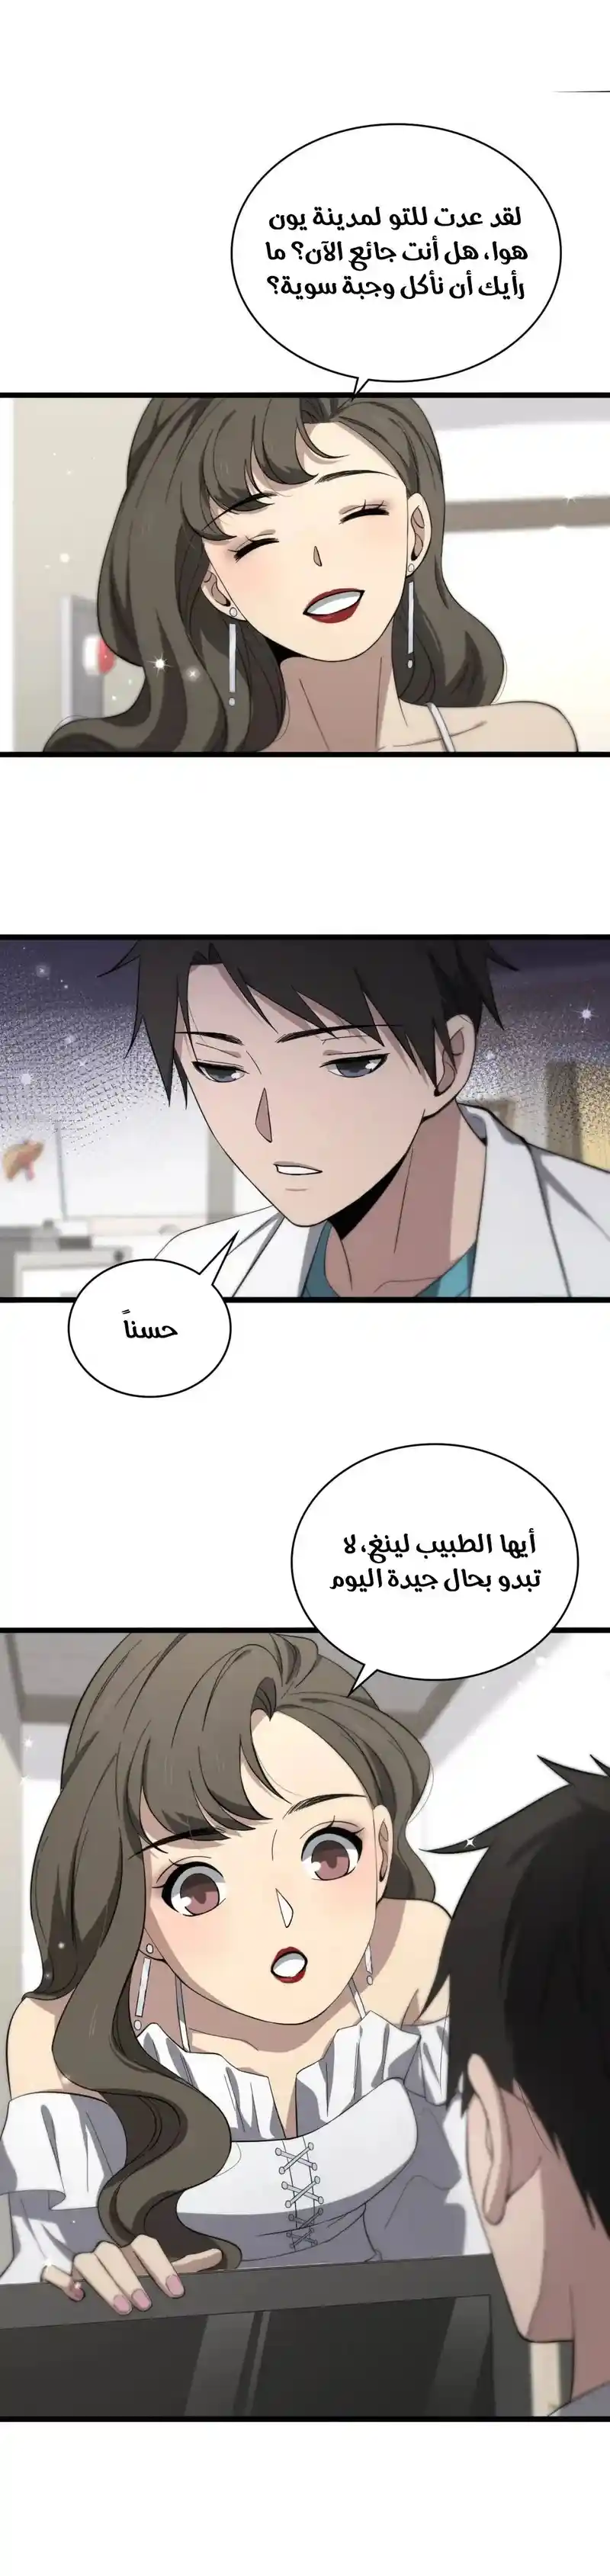 لقد عدت للتو لمدينة يون
هوا، هل أنت جائع الآن؟ ما
رأيك أن نأكل وجبة سوية؟
حسناً
أيها الطبيب لينغ، لا
تبدو بحال جيدة اليوم